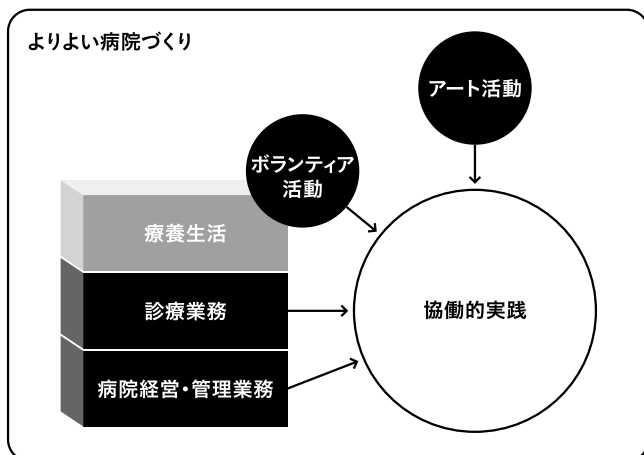 よりよい病院づくり
アート活動
ボランティア
活動
療養生活
診療業務
協働的実践
病院経営・管理業務